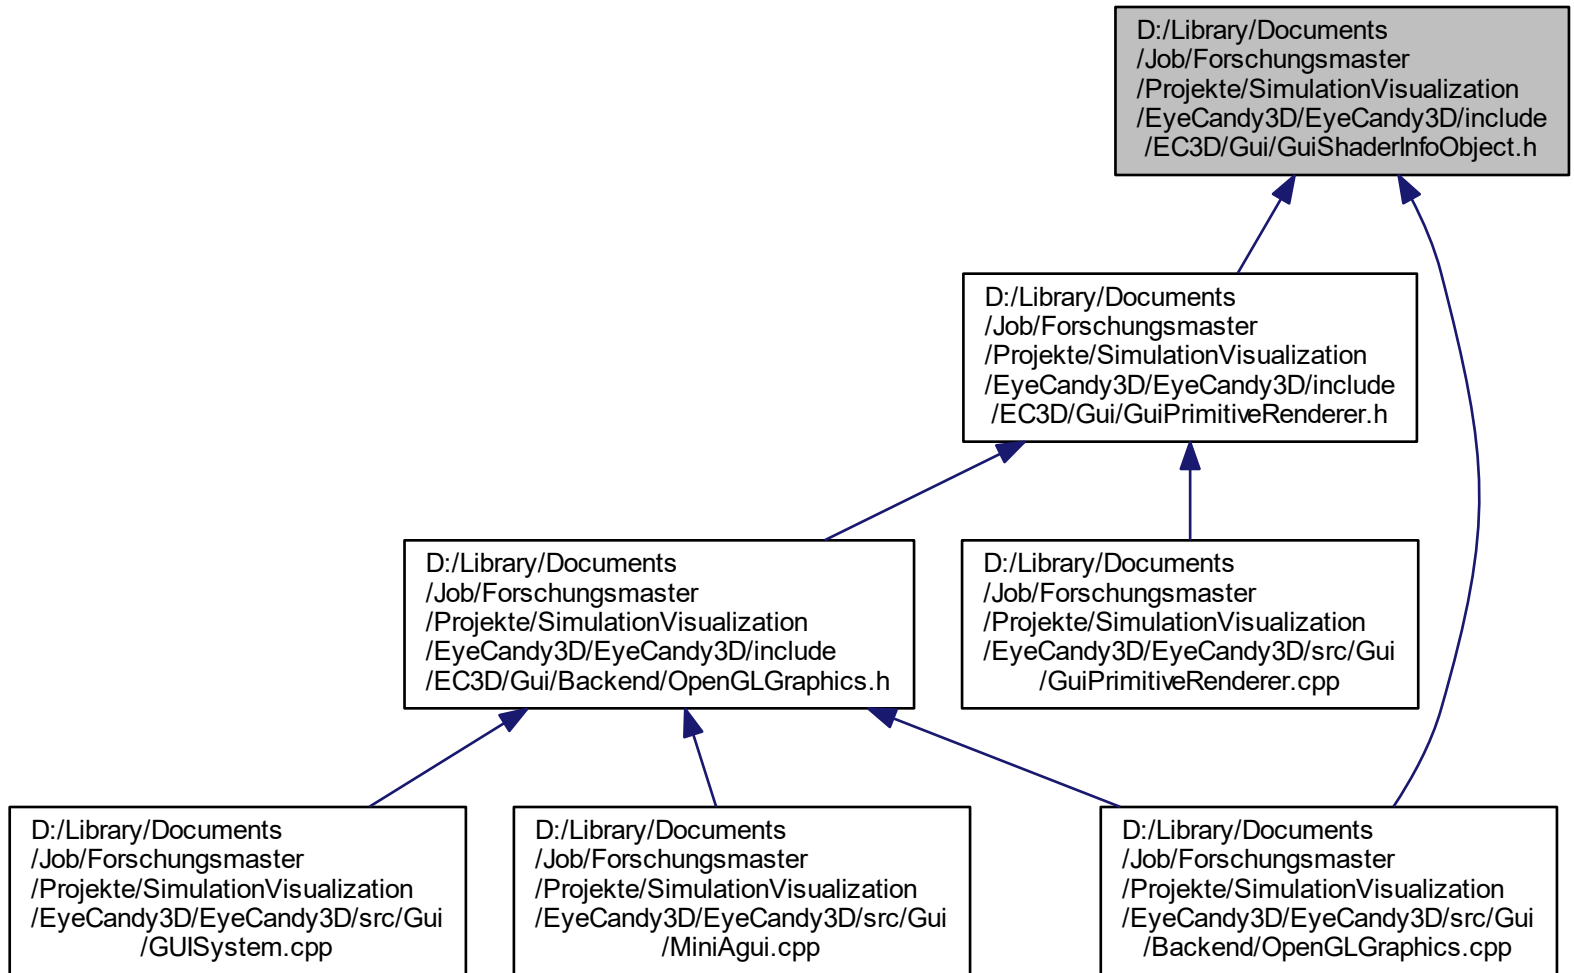 D:/Library/Documents
/Job/Forschungsmaster
/Projekte/SimulationVisualization
/EyeCandy3D/EyeCandy3D/include
/EC3D/Gui/GuiShaderInfoObject.h
D:/Library/Documents
/Job/Forschungsmaster
/Projekte/SimulationVisualization
/EyeCandy3D/EyeCandy3D/include
/EC3D/Gui/GuiPrimitiveRenderer.h
D:/Library/Documents
/Job/Forschungsmaster
/Projekte/SimulationVisualization
/EyeCandy3D/EyeCandy3D/include
/EC3D/Gui/Backend/OpenGLGraphics.h
D:/Library/Documents
/Job/Forschungsmaster
/Projekte/SimulationVisualization
/EyeCandy3D/EyeCandy3D/src/Gui
/GuiPrimitiveRenderer.cpp
D:/Library/Documents
/Job/Forschungsmaster
/Projekte/SimulationVisualization
/EyeCandy3D/EyeCandy3D/src/Gui
/GUISystem.cpp
D:/Library/Documents
/Job/Forschungsmaster
/Projekte/SimulationVisualization
/EyeCandy3D/EyeCandy3D/src/Gui
/MiniAgui.cpp
D:/Library/Documents
/Job/Forschungsmaster
/Projekte/SimulationVisualization
/EyeCandy3D/EyeCandy3D/src/Gui
/Backend/OpenGLGraphics.cpp